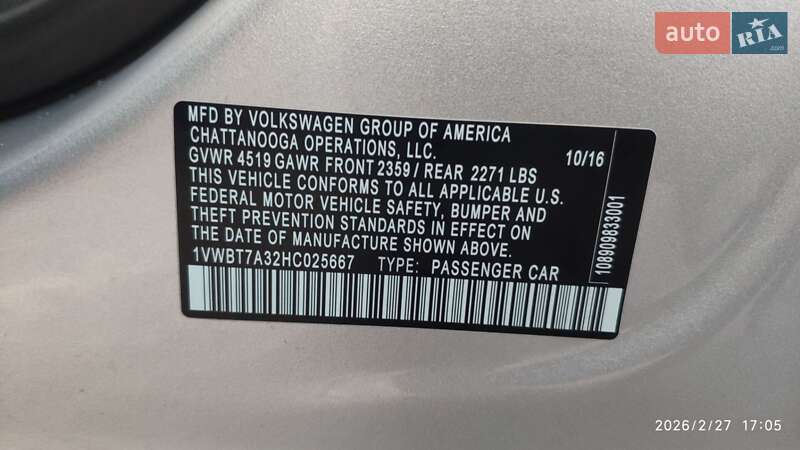 auto RIA
MFD BY VOLKSWAGEN GROUP OF AMERICA
CHATTANOOGA OPERATIONS, LLC.
GVWR 4519 GAWR FRONT 2359 / REAR 2271 LBS 10/16
THIS VEHICLE CONFORMS TO ALL APPLICABLE U.S.
FEDERAL MOTOR VEHICLE SAFETY, BUMPER AND
THEFT PREVENTION STANDARDS IN EFFECT ON
THE DATE OF MANUFACTURE SHOWN ABOVE.
1VWBT7A32HC025667 TYPE: PASSENGER CAR
108909833001
2026/2/27 17:05